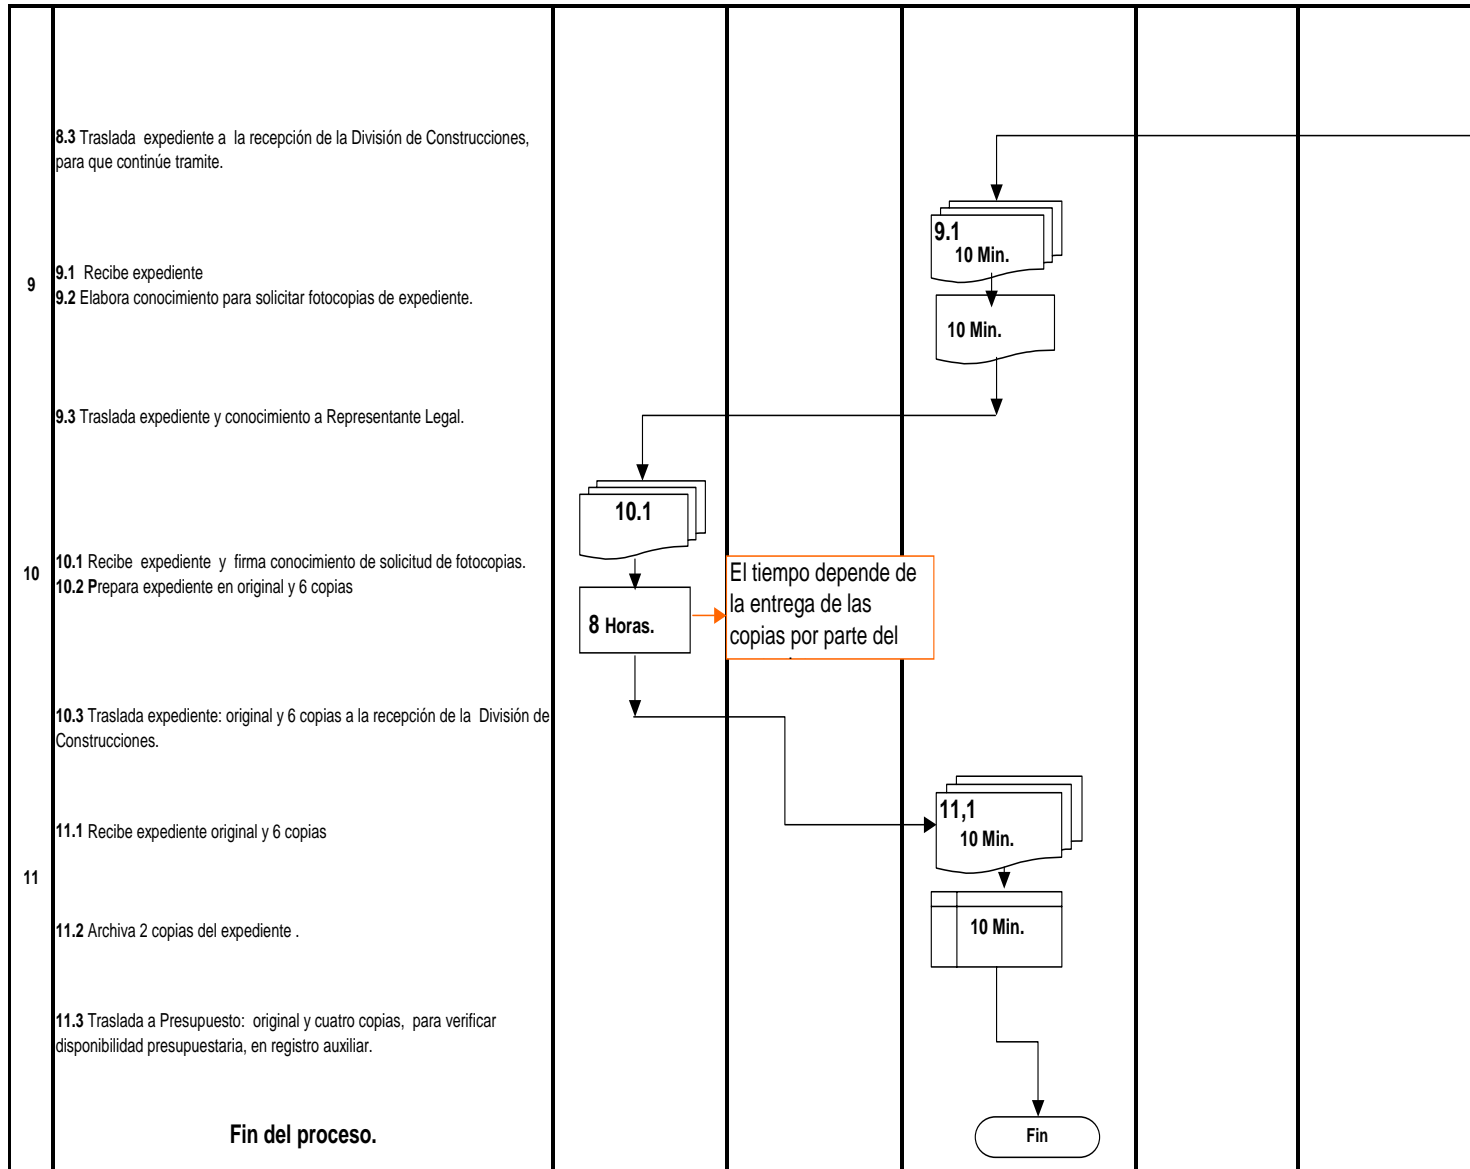 8.3 Traslada expediente a la recepción de la División de Construcciones,
para que continúe tramite.
9.1
10 Min.
9
9.1 Recibe expediente
9.2 Elabora conocimiento para solicitar fotocopias de expediente.
10 Min.
9.3 Traslada expediente y conocimiento a Representante Legal.
10.1
10
10.1 Recibe expediente y firma conocimiento de solicitud de fotocopias.
10.2 Prepara expediente en original y 6 copias
8 Horas.
El tiempo depende de
la entrega de las
copias por parte del
10.3 Traslada expediente: original y 6 copias a la recepción de la División de
Construcciones.
11,1
10 Min.
11.1 Recibe expediente original y 6 copias
11
11.2 Archiva 2 copias del expediente .
10 Min.
11.3 Traslada a Presupuesto: original y cuatro copias, para verificar
disponibilidad presupuestaria, en registro auxiliar.
Fin del proceso.
Fin